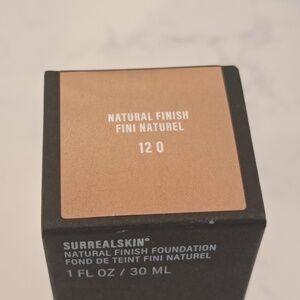 NATURAL FINISH
FINI NATUREL
12 O
SURREALSKIN®
NATURAL FINISH FOUNDATION
FOND DE TEINT FINI NATUREL
1 FL OZ / 30 ML